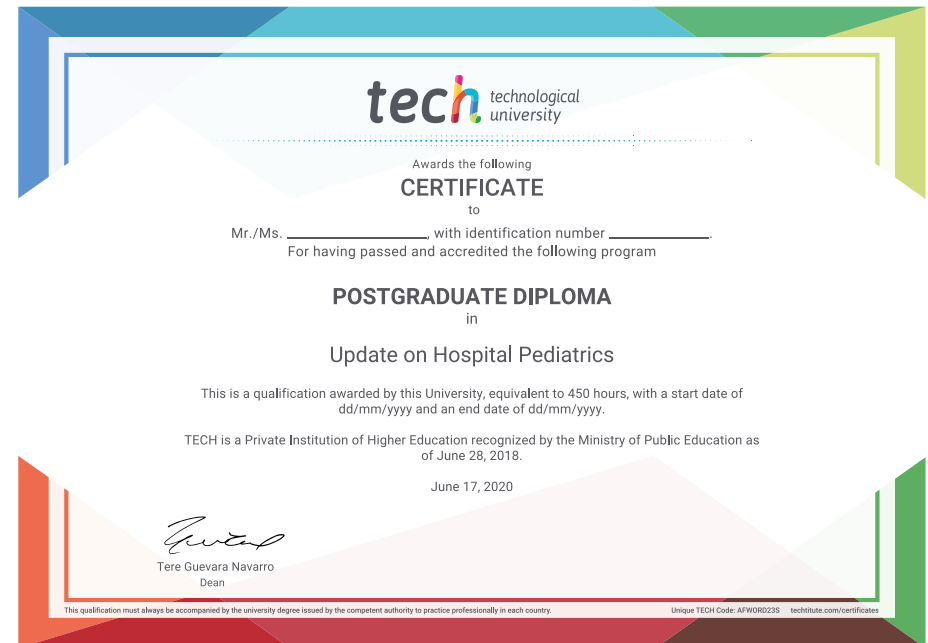 tech technological
university
Awards the following
CERTIFICATE
to
Mr./Ms. ____________________, with identification number ______________.
For having passed and accredited the following program
POSTGRADUATE DIPLOMA
in
Update on Hospital Pediatrics
This is a qualification awarded by this University, equivalent to 450 hours, with a start date of
dd/mm/yyyy and an end date of dd/mm/yyyy.
TECH is a Private Institution of Higher Education recognized by the Ministry of Public Education as
of June 28, 2018.
June 17, 2020
Tere Guevara Navarro
Dean
This qualification must always be accompanied by the university degree issued by the competent authority to practice professionally in each country.
Unique TECH Code: AFWORD23S techtitute.com/certificates